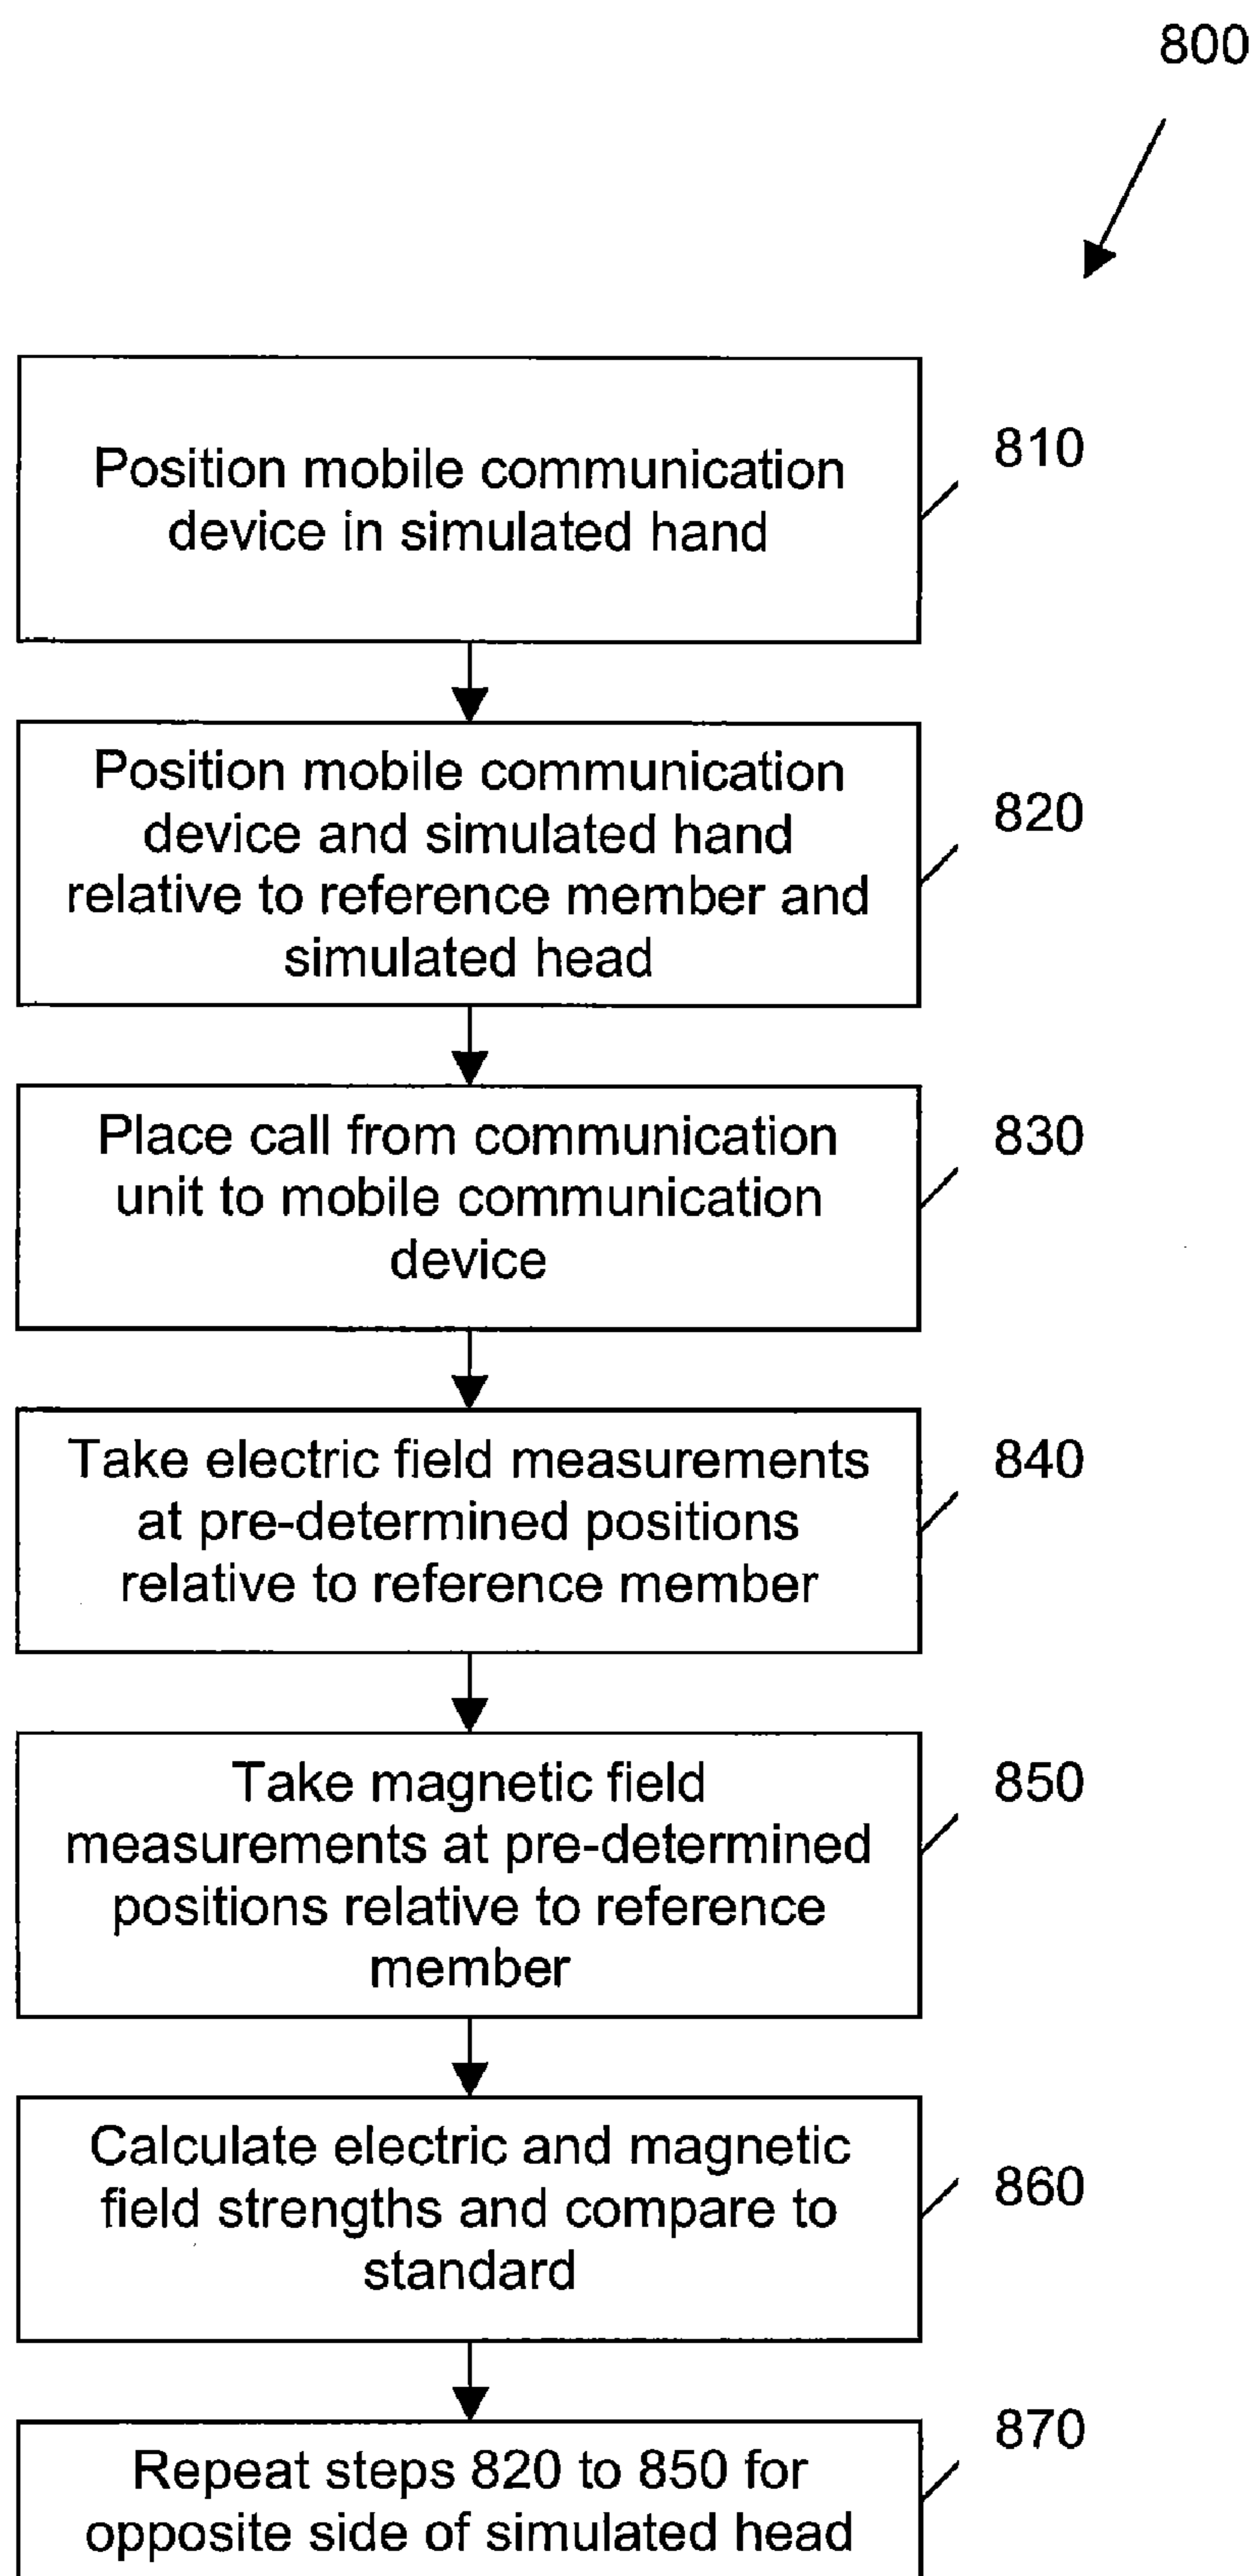 800
Position mobile communication
device in simulated hand
810
Position mobile communication
device and simulated hand
relative to reference member and
simulated head
820
Place call from communication
unit to mobile communication
device
830
Take electric field measurements
at pre-determined positions
relative to reference member
840
Take magnetic field
measurements at pre-determined
positions relative to reference
member
850
Calculate electric and magnetic
field strengths and compare to
standard
860
Repeat steps 820 to 850 for
opposite side of simulated head
870